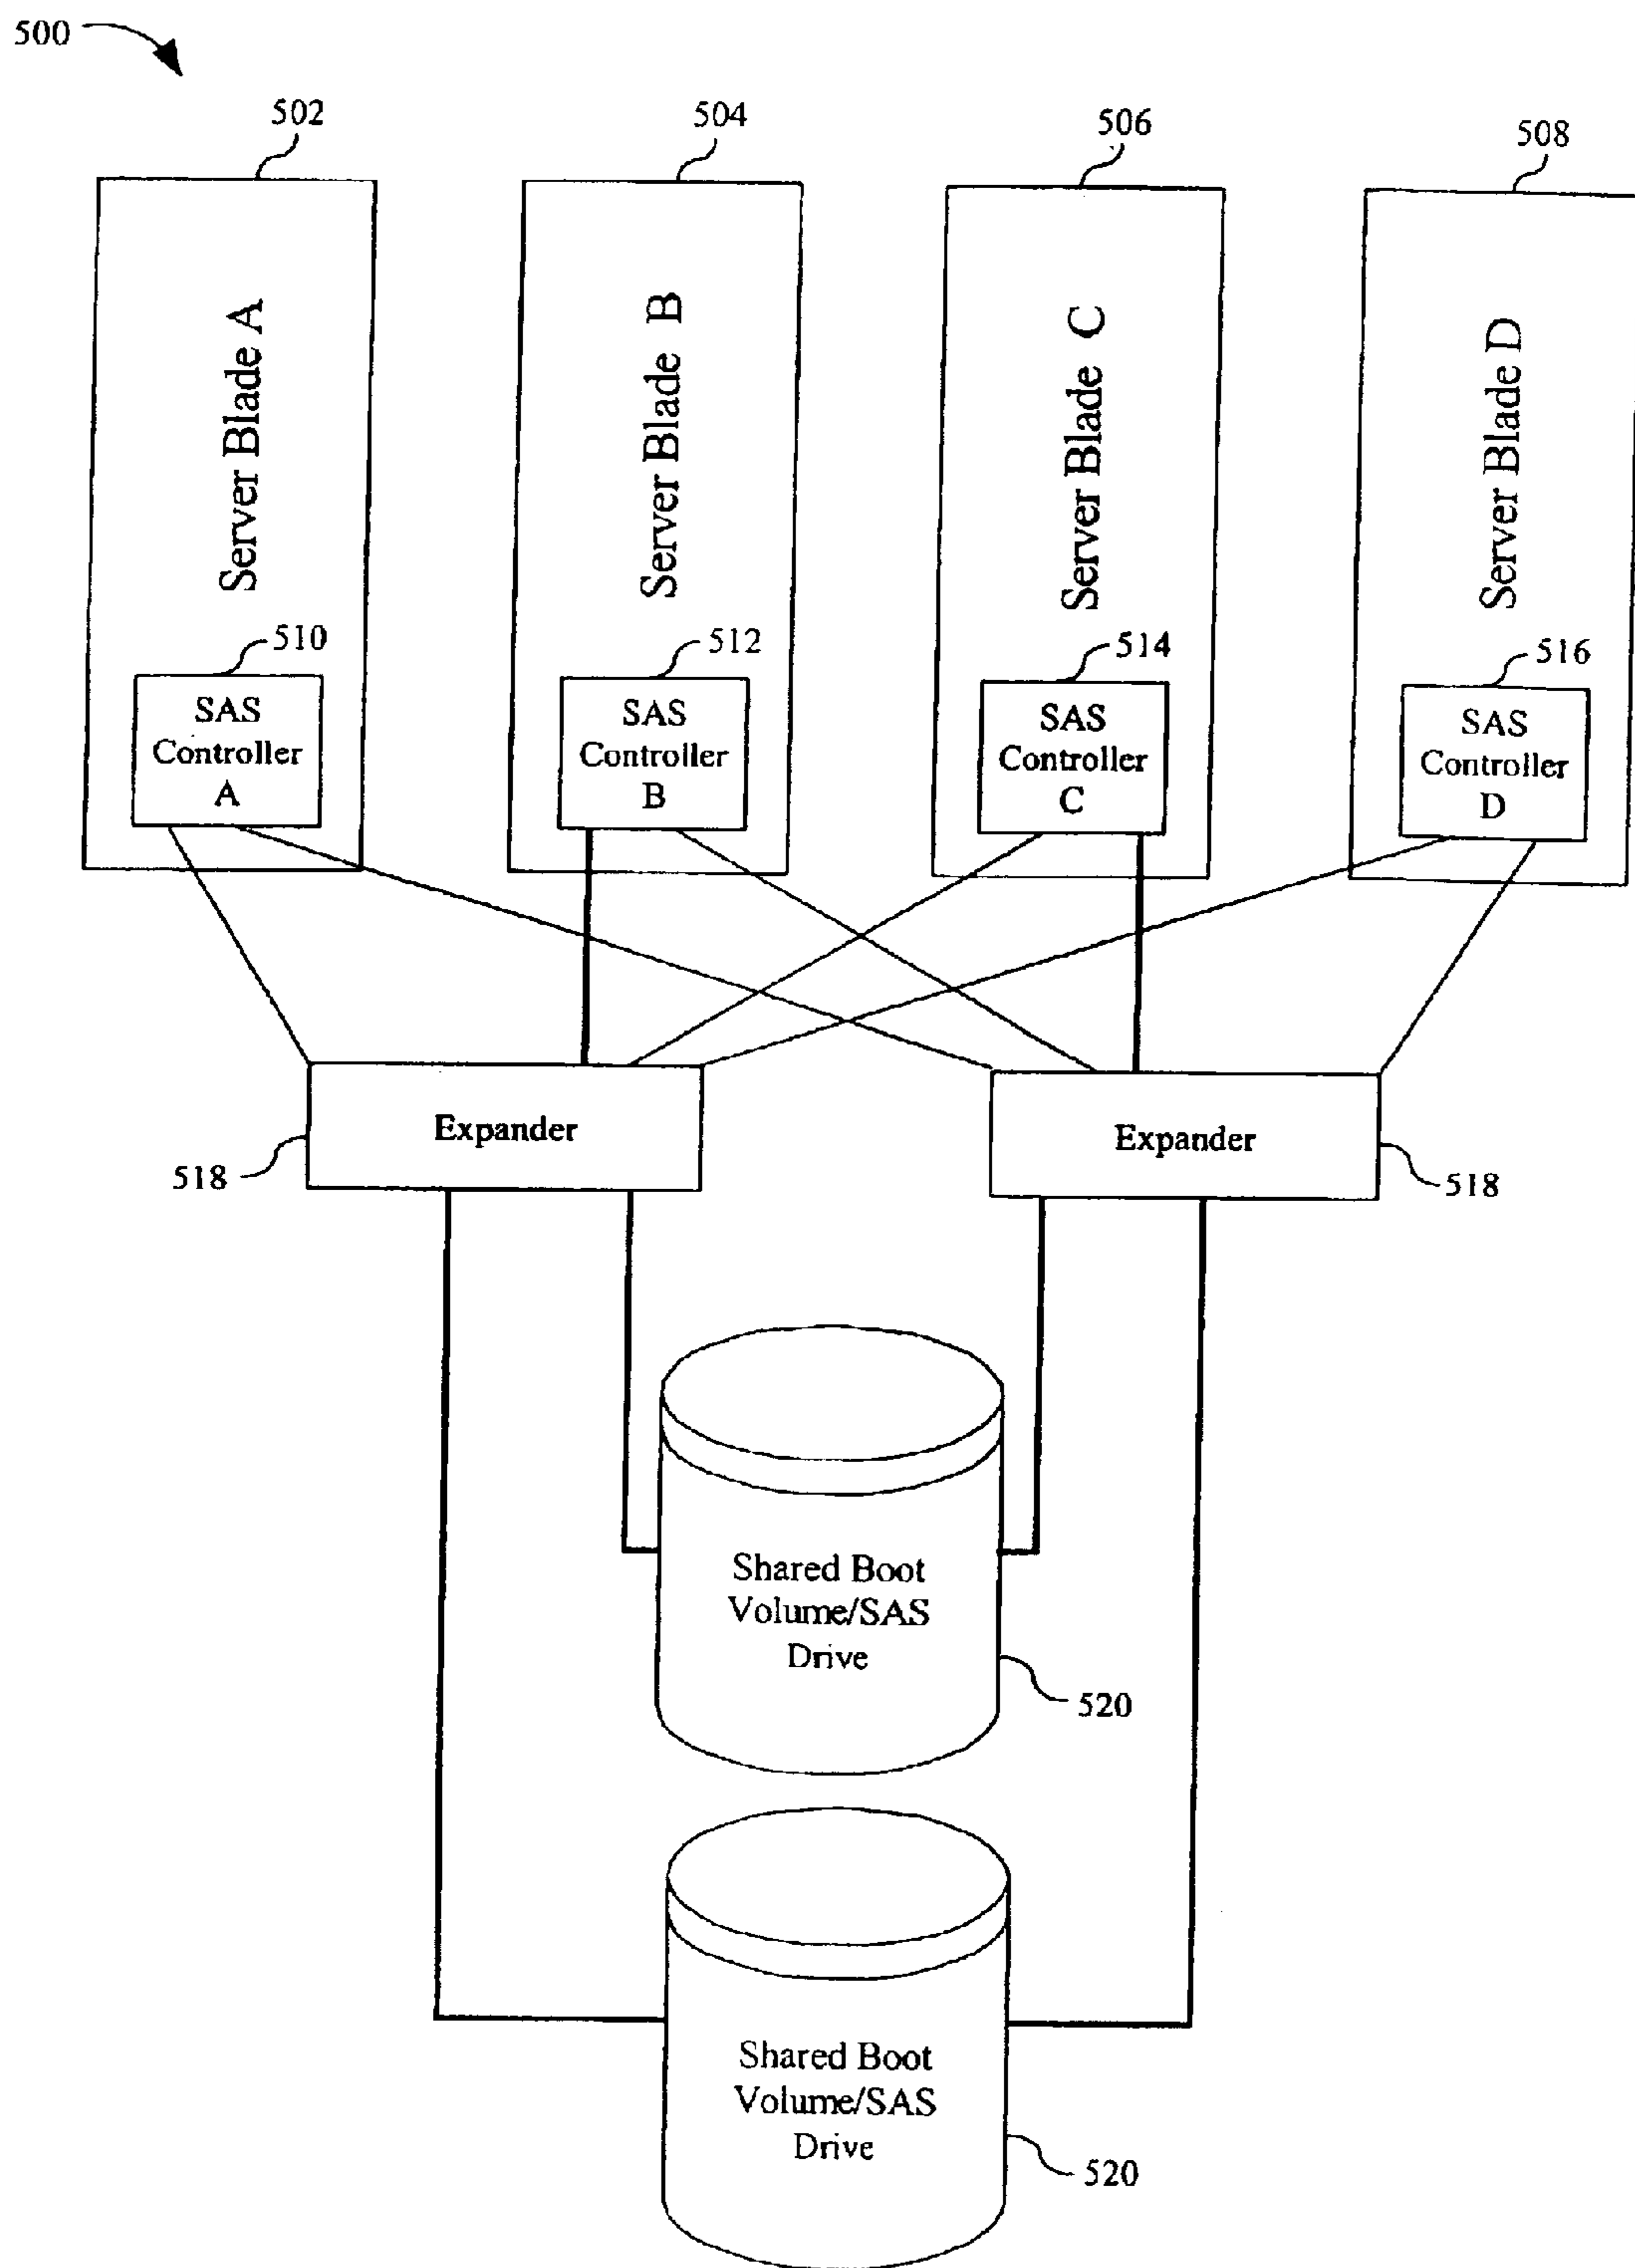 500
502
504
506
508
Server Blade A
Server Blade B
Server Blade C
Server Blade D
510
512
514
516
SAS
Controller
A
SAS
Controller
B
SAS
Controller
C
SAS
Controller
D
Expander
518
Expander
518
Shared Boot
Volume/SAS
Drive
520
Shared Boot
Volume/SAS
Drive
520